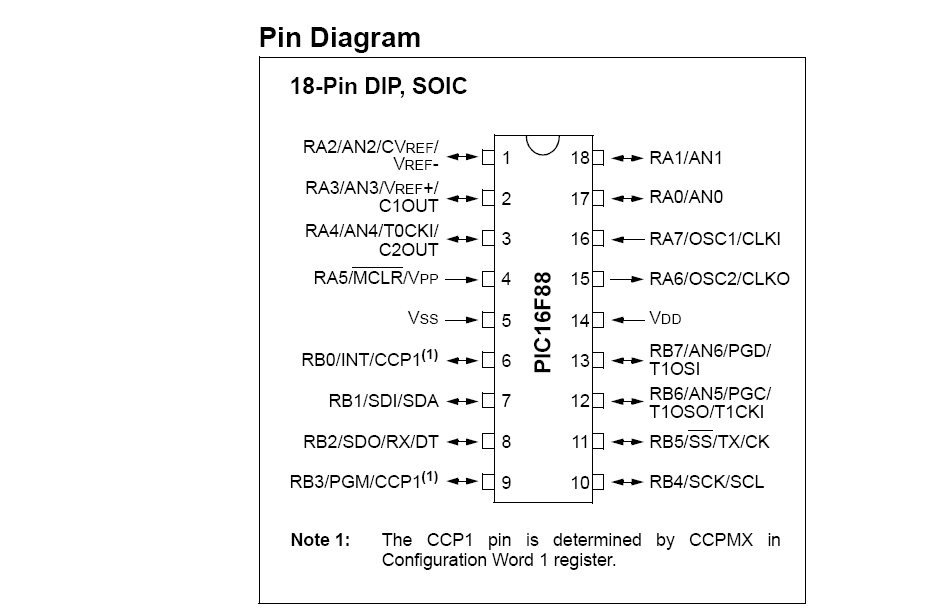 Pin Diagram
18-Pin DIP, SOIC
RA2/AN2/CVREF/
VREF-
1
18
RA1/AN1
RA3/AN3/VREF+/
C1OUT
2
17
RA0/AN0
RA4/AN4/T0CKI/
C2OUT
3
16
RA7/OSC1/CLKI
RA5/MCLR/VPP
4
15
RA6/OSC2/CLKO
VSS
5
14
VDD
RB0/INT/CCP1(1)
6
13
RB7/AN6/PGD/
T1OSI
RB1/SDI/SDA
7
12
RB6/AN5/PGC/
T1OSO/T1CKI
RB2/SDO/RX/DT
8
11
RB5/SS/TX/CK
RB3/PGM/CCP1(1)
9
10
RB4/SCK/SCL
PIC16F88
Note 1: The CCP1 pin is determined by CCPMX in
Configuration Word 1 register.